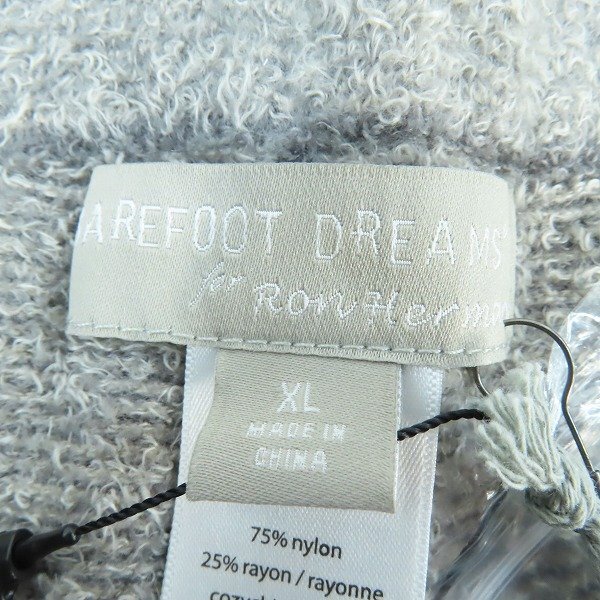 AREFOOT DREAMS
for Ron Herman
XL
MADE IN
CHINA
75% nylon
25% rayon / rayonne